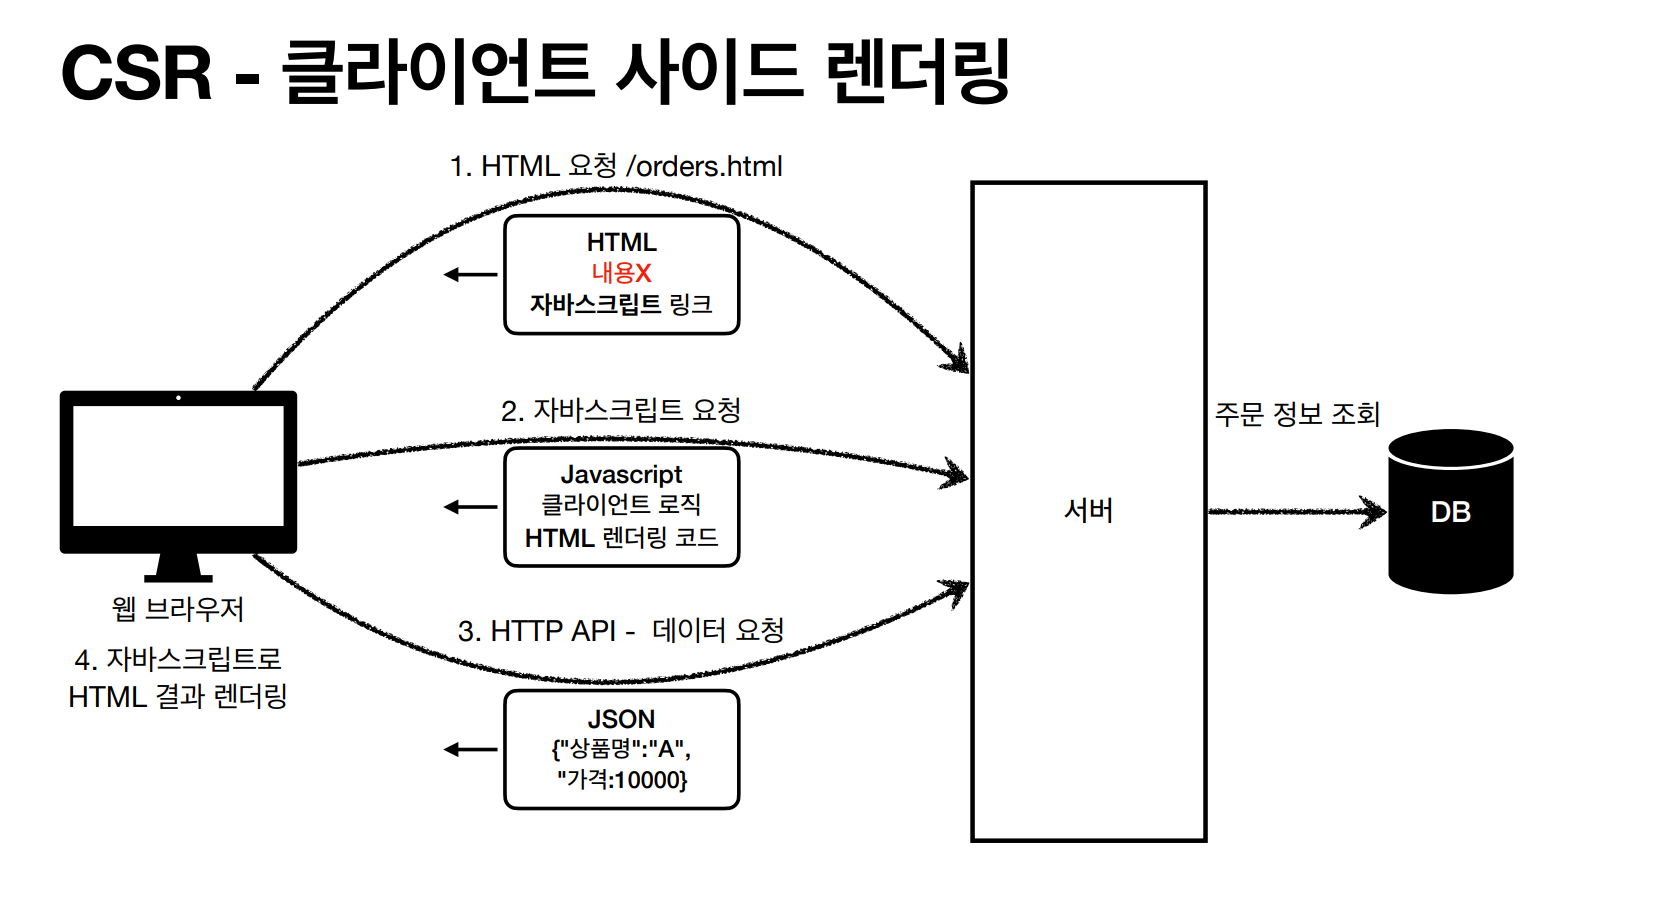 CSR - 클라이언트 사이드 렌더링
1. HTML 요청 /orders.html
HTML
내용X
자바스크립트 링크
2. 자바스크립트 요청
Javascript
클라이언트 로직
HTML 렌더링 코드
3. HTTP API -  데이터 요청
JSON
{"상품명":"A",
"가격:10000}
웹 브라우저
4. 자바스크립트로
HTML 결과 렌더링
서버
주문 정보 조회
DB